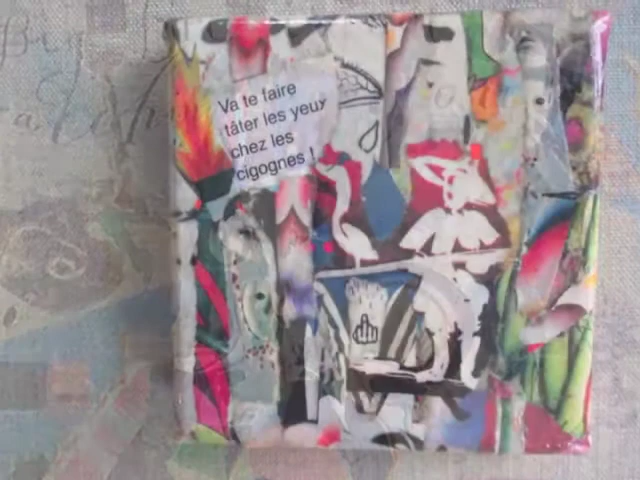 Va te faire
tâter les yeux
chez les
cigognes !